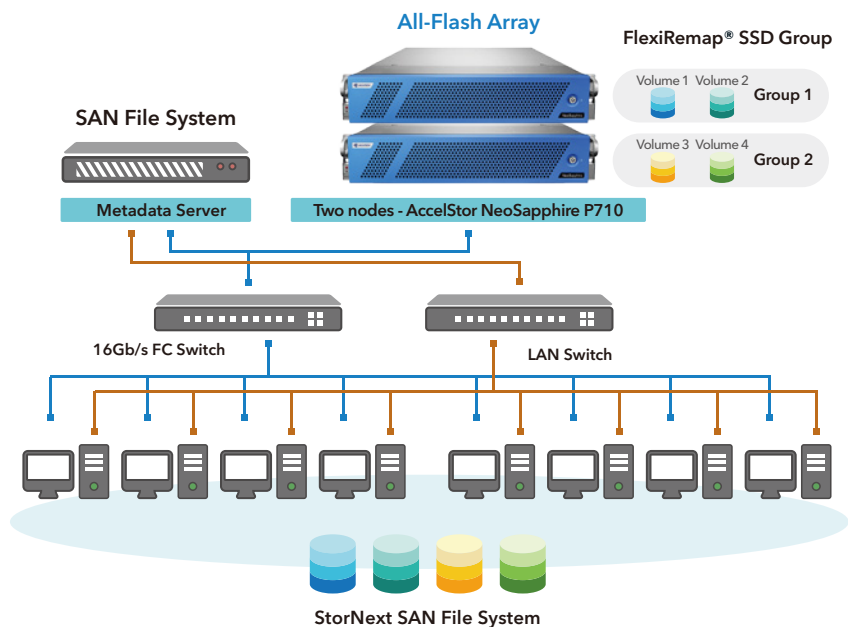 All-Flash Array
FlexiRemap® SSD Group
Volume 1 Volume 2
Group 1
SAN File System
Volume 3 Volume 4
Group 2
Metadata Server
Two nodes - AccelStor NeoSapphire P710
16Gb/s FC Switch
LAN Switch
StorNext SAN File System